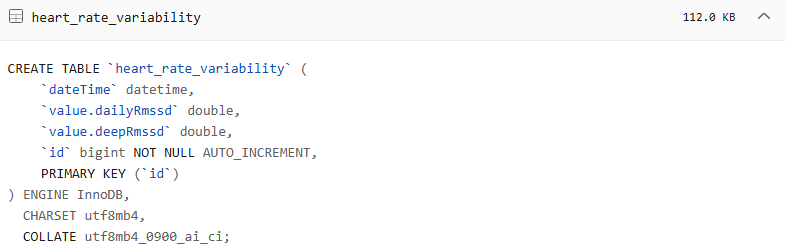 heart_rate_variability 112.0 KB
CREATE TABLE `heart_rate_variability` (
`dateTime` datetime,
`value.dailyRmssd` double,
`value.deepRmssd` double,
`id` bigint NOT NULL AUTO_INCREMENT,
PRIMARY KEY (`id`)
) ENGINE InnoDB,
CHARSET utf8mb4,
COLLATE utf8mb4_0900_ai_ci;